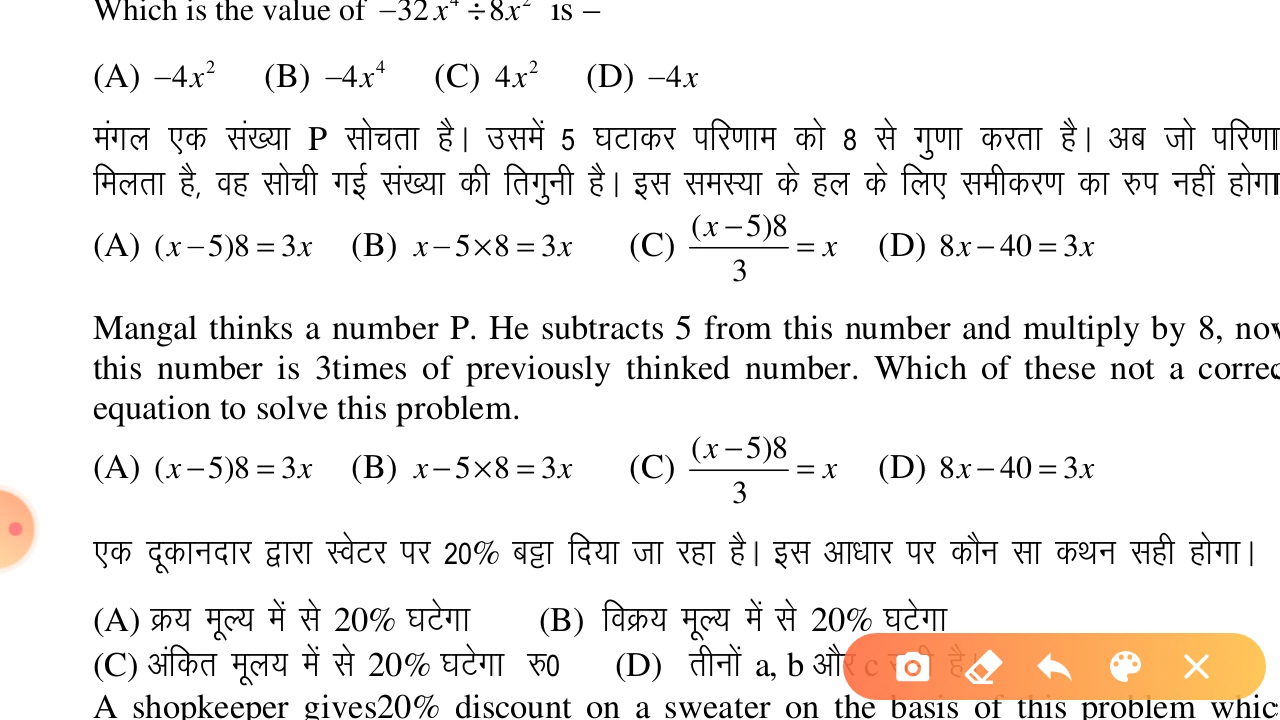 Which is the value of –32x⁴ ÷ 8x² is –
(A) –4x² (B) –4x⁴ (C) 4x² (D) –4x
मंगल एक संख्या P सोचता है। उसमें 5 घटाकर परिणाम को 8 से गुणा करता है। अब जो
मिलता है, वह सोची गई संख्या की तिगुनी है। इस समस्या के हल के लिए समीकरण का रुप नहीं
(A) (x–5)8 = 3x (B) x–5×8 = 3x (C) (x–5)8/3 = x (D) 8x–40 = 3x
Mangal thinks a number P. He subtracts 5 from this number and multiply by 8,
this number is 3times of previously thinked number. Which of these not a
equation to solve this problem.
(A) (x–5)8 = 3x (B) x–5×8 = 3x (C) (x–5)8/3 = x (D) 8x–40 = 3x
एक दूकानदार द्वारा स्वेटर पर 20% बट्टा दिया जा रहा है। इस आधार पर कौन सा कथन सही होगा।
(A) क्रय मूल्य में से 20% घटेगा (B) विक्रय मूल्य में से 20% घटेगा
(C) अंकित मूलय में से 20% घटेगा रु0 (D) तीनों a, b और c
A shopkeeper gives20% discount on a sweater on the basis of this problem